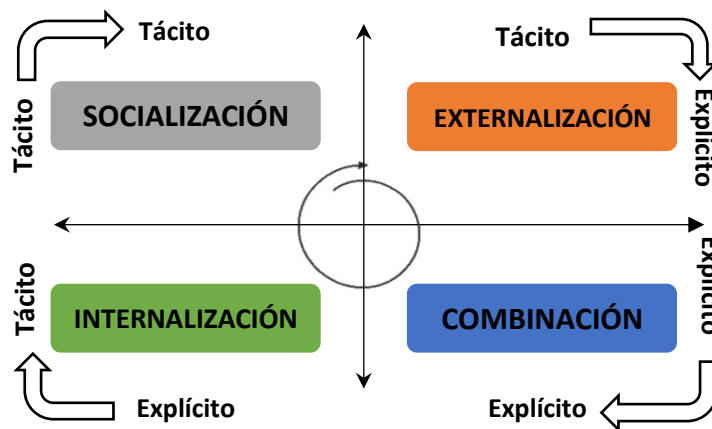 Tácito
Tácito
SOCIALIZACIÓN
Tácito
Explícito
EXTERNALIZACIÓN
Tácito
Explícito
INTERNALIZACIÓN
Explícito
Explícito
COMBINACIÓN